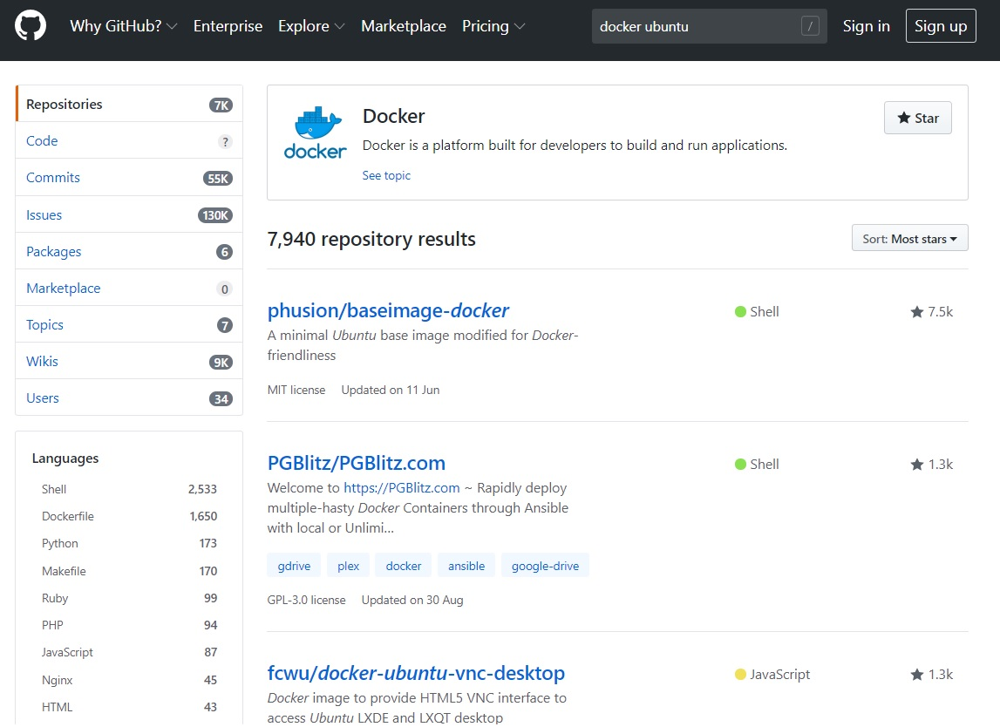 Why GitHub? Enterprise Explore Marketplace Pricing docker ubuntu / Sign in Sign up
Repositories 7K
Code ?
Commits 55K
Issues 130K
Packages 6
Marketplace 0
Topics 7
Wikis 9K
Users 34
Languages
Shell 2,533
Dockerfile 1,650
Python 173
Makefile 170
Ruby 99
PHP 94
JavaScript 87
Nginx 45
HTML 43
docker
Docker
Star
Docker is a platform built for developers to build and run applications.
See topic
7,940 repository results
Sort: Most stars
phusion/baseimage-docker Shell 7.5k
A minimal Ubuntu base image modified for Docker-
friendliness
MIT license Updated on 11 Jun
PGBlitz/PGBlitz.com Shell 1.3k
Welcome to https://PGBlitz.com ~ Rapidly deploy
multiple-hasty Docker Containers through Ansible
with local or Unlimi...
gdrive plex docker ansible google-drive
GPL-3.0 license Updated on 30 Aug
fcwu/docker-ubuntu-vnc-desktop JavaScript 1.3k
Docker image to provide HTML5 VNC interface to
access Ubuntu LXDE and LXQT desktop